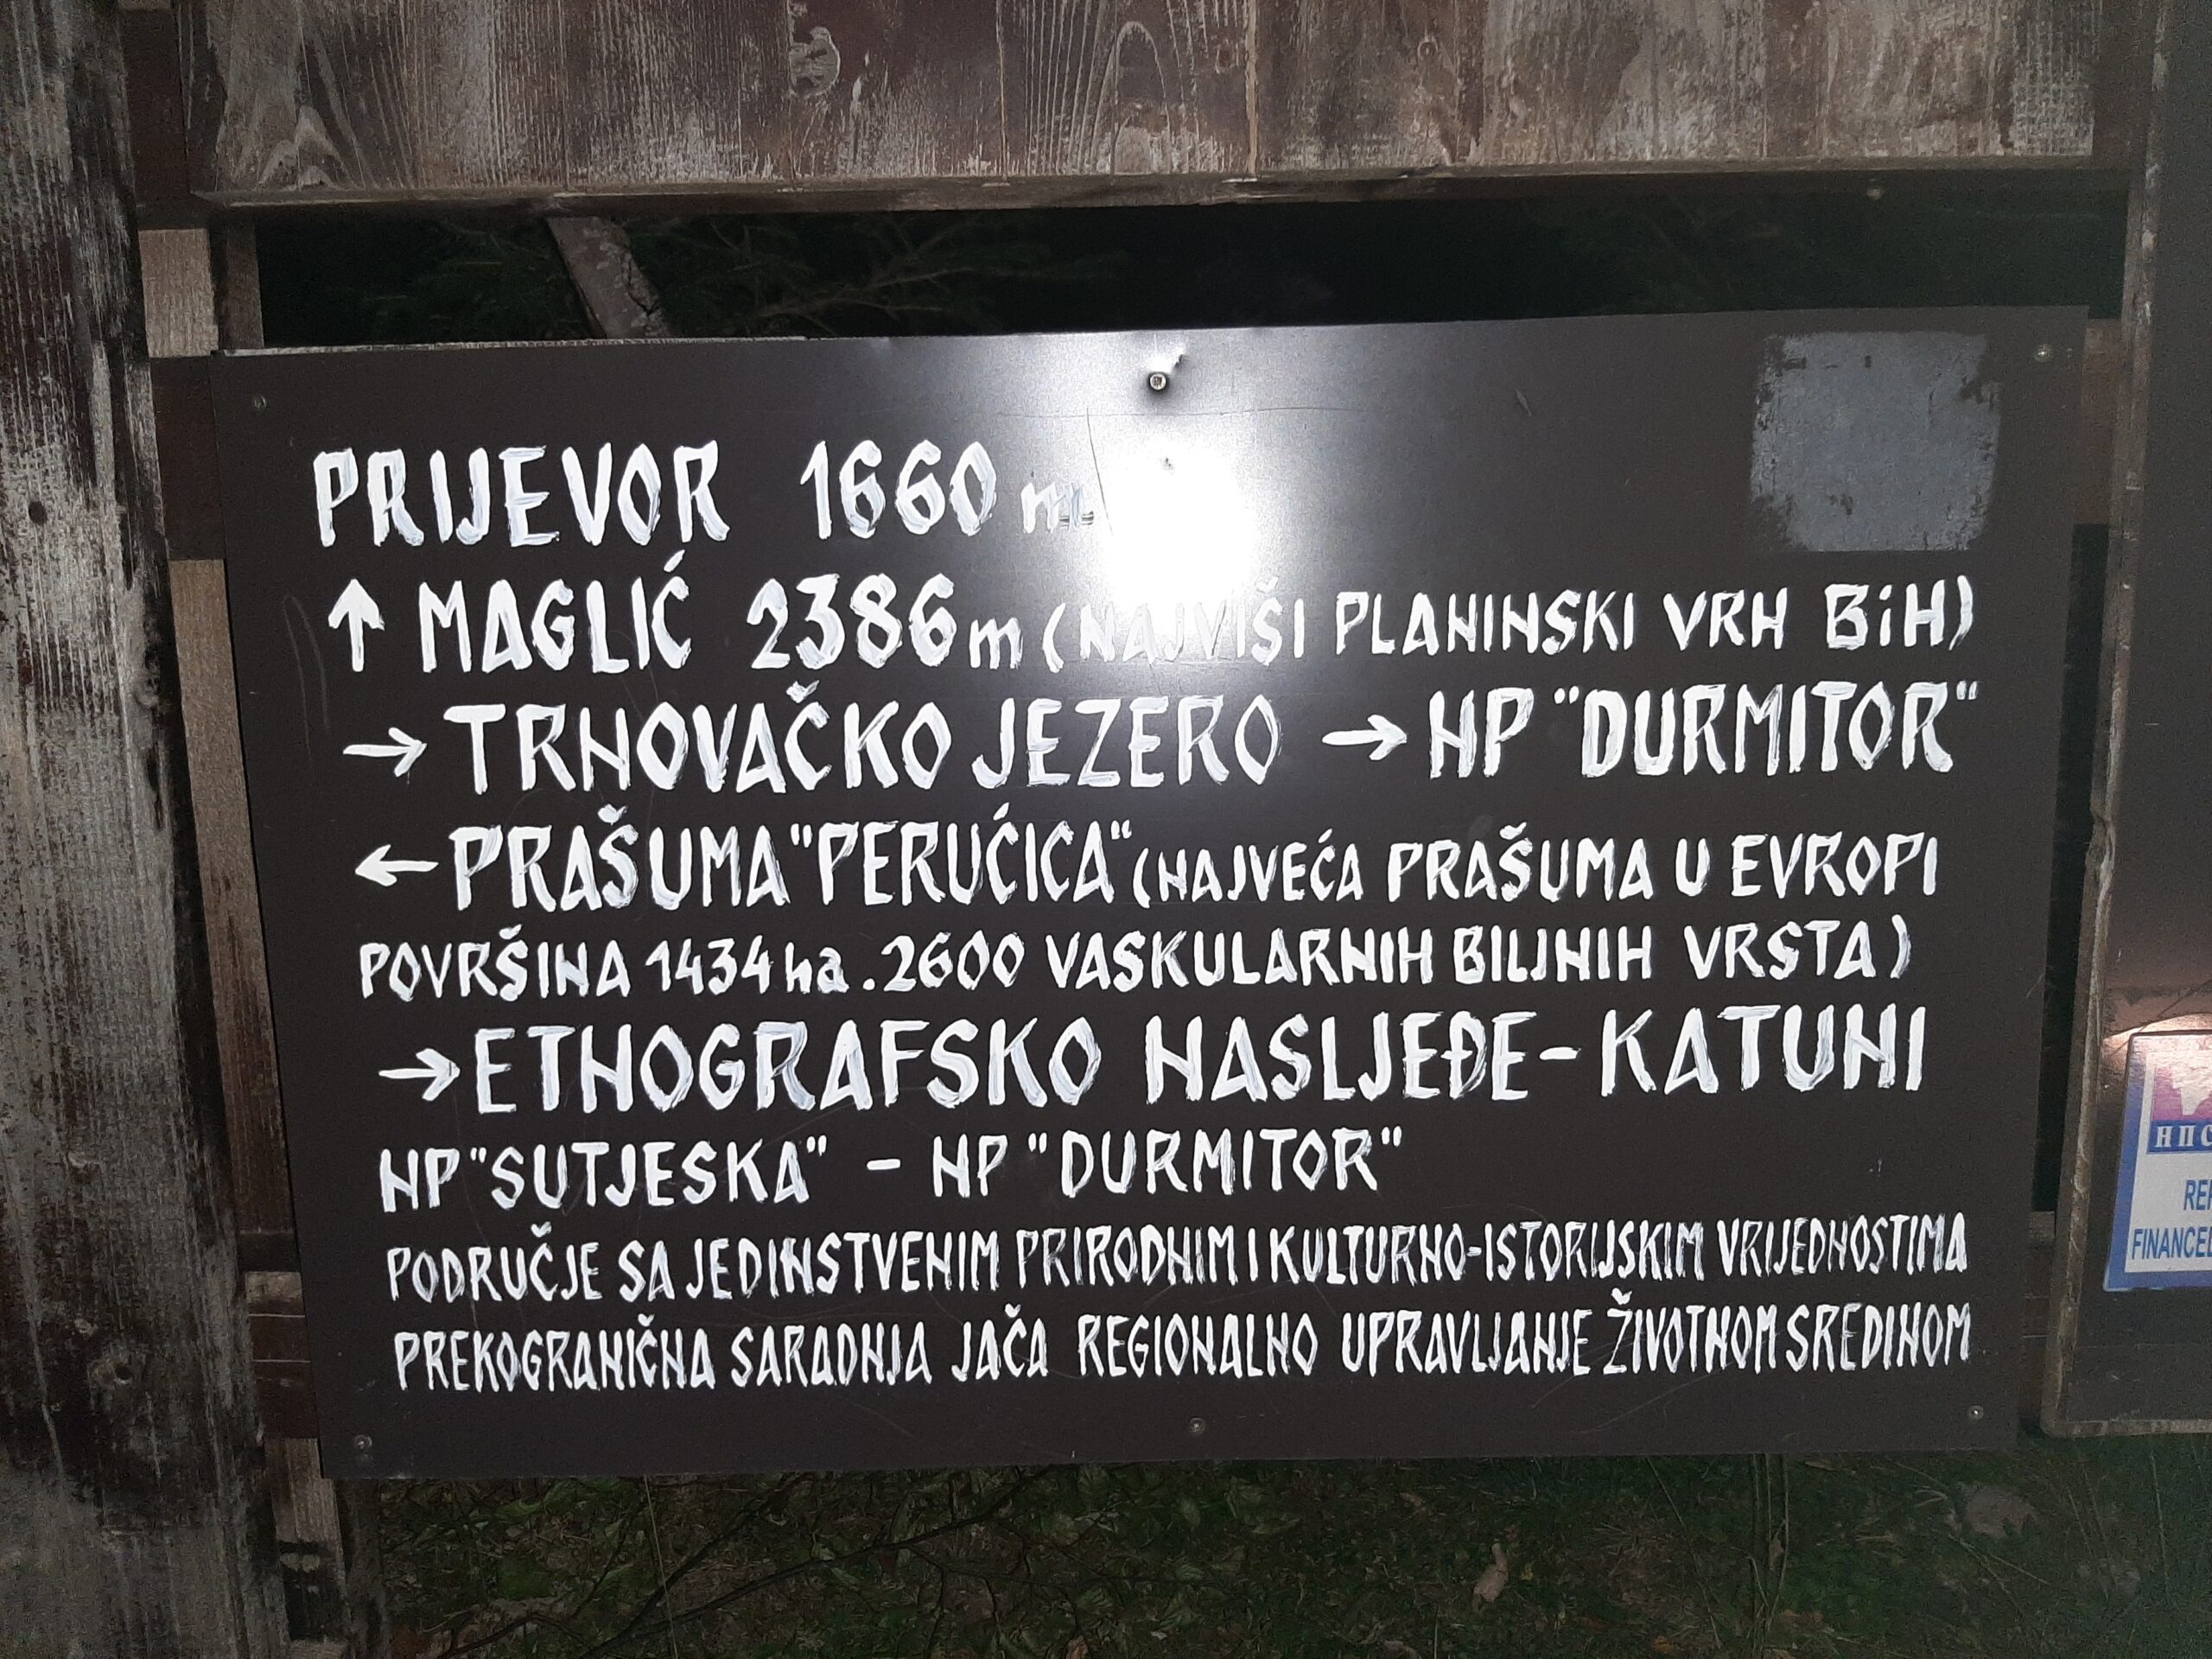 PRIJEVOR 1660 m
↑ MAGLIĆ 2386 m (NAJVIŠI PLANINSKI VRH BiH)
→ TRNOVAČKO JEZERO → NP "DURMITOR"
← PRAŠUMA "PERUĆICA" (NAJVEĆA PRAŠUMA U EVROPI
POVRŠINA 1434 ha. 2600 VASKULARNIH BILJNIH VRSTA)
→ ETNOGRAFSKO NASLJEĐE - KATUNI
NP "SUTJESKA" - NP "DURMITOR"
PODRUČJE SA JEDINSTVENIM PRIRODNIM I KULTURNO-ISTORIJSKIM VRIJEDNOSTIMA
PREKOGRANIČNA SARADNJA JAČA REGIONALNO UPRAVLJANJE ŽIVOTNOM SREDINOM
НПС